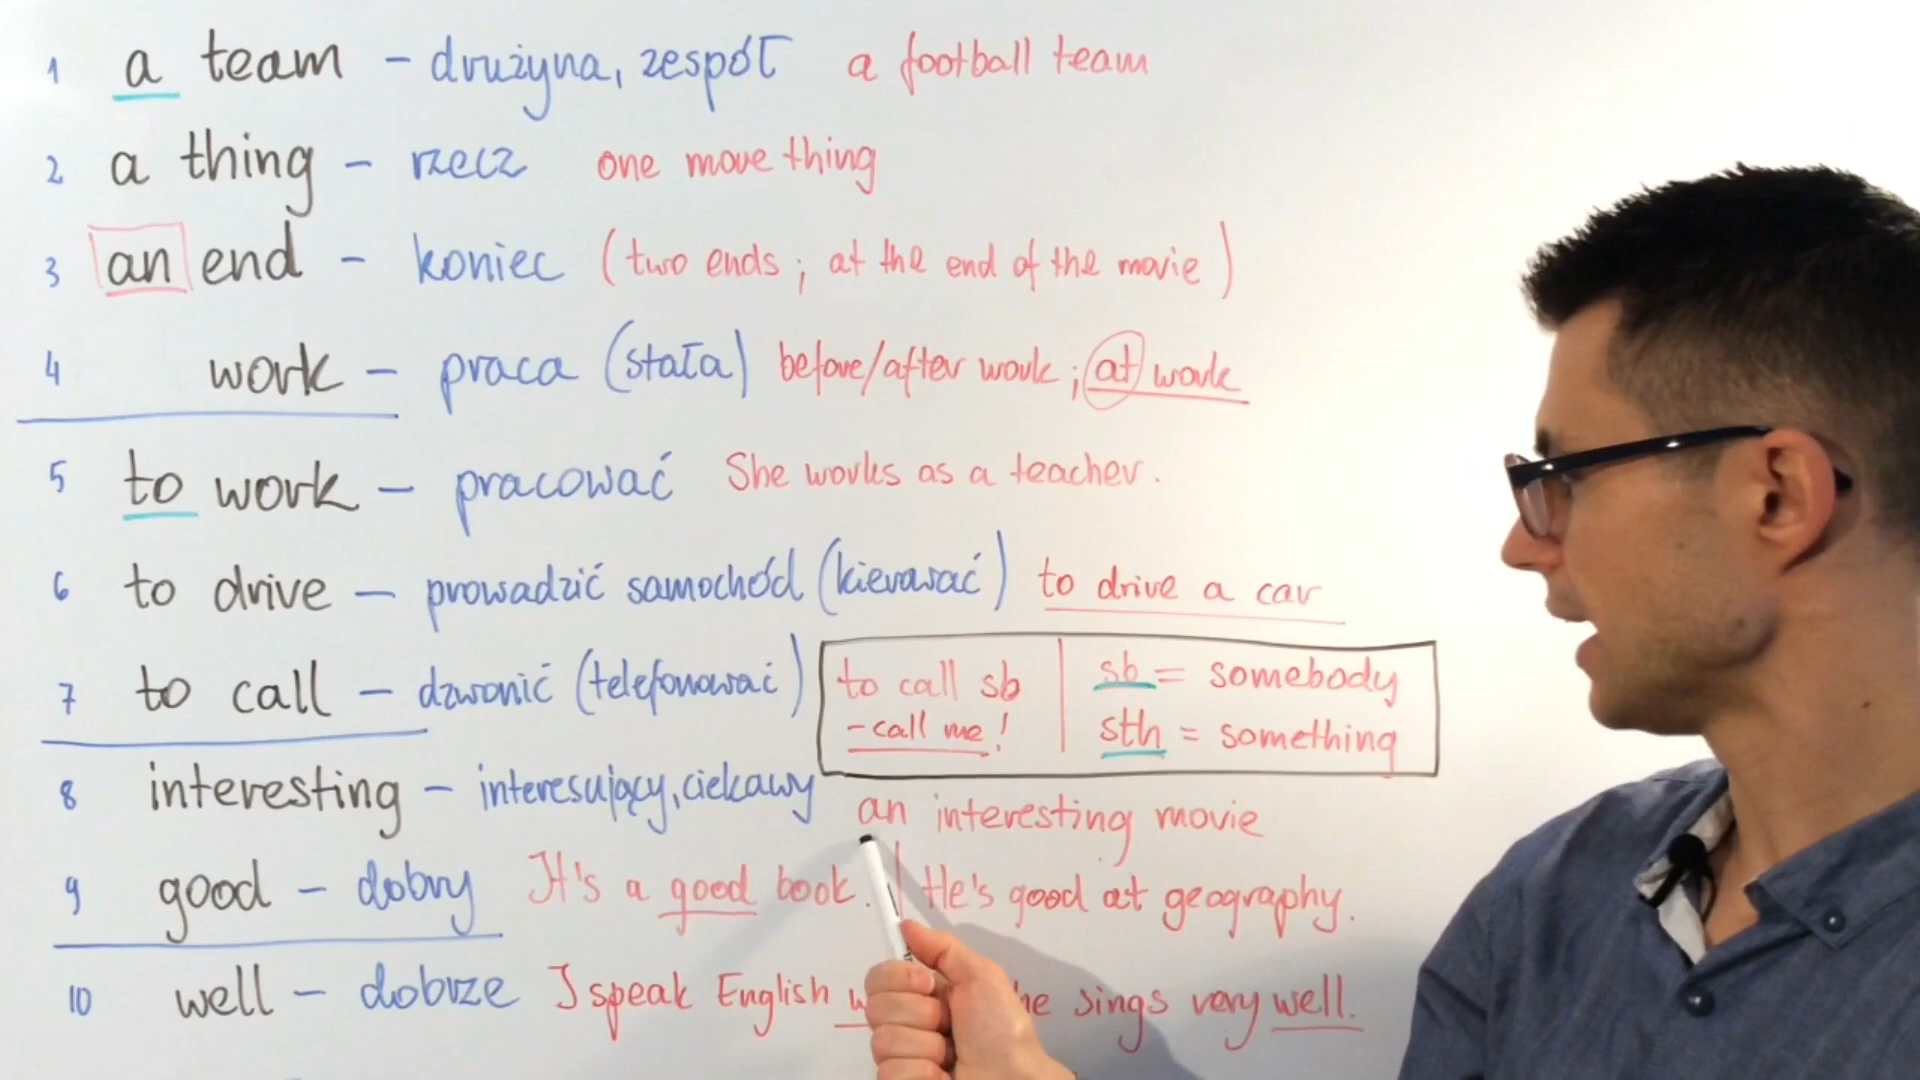 1 a team – drużyna, zespół a football team
2 a thing – rzecz one more thing
3 an end – koniec (two ends; at the end of the movie)
4 work – praca (stała) before/after work; at work
5 to work – pracować She works as a teacher.
6 to drive – prowadzić samochód (kierować) to drive a car
7 to call – dzwonić (telefonować)
to call sb
- call me!
sb = somebody
sth = something
8 interesting – interesujący, ciekawy an interesting movie
9 good – dobry It's a good book. | He's good at geography.
10 well – dobrze I speak English sings very well.